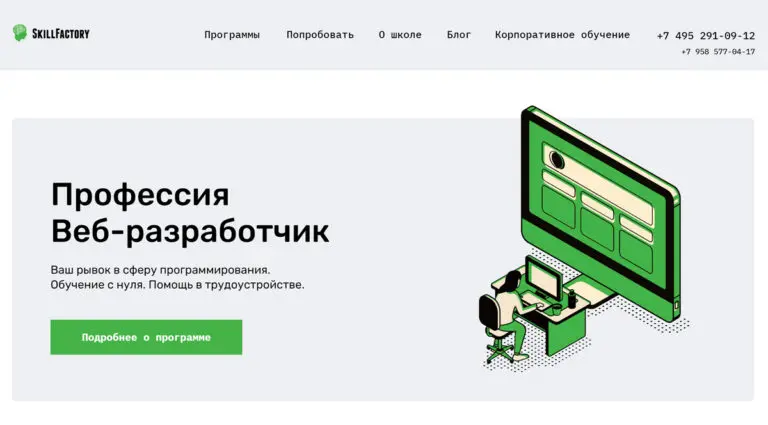 SkillFactory
Программы Попробовать О школе Блог Корпоративное обучение +7 495 291-09-12
+7 958 577-04-17
Профессия
Веб-разработчик
Ваш рывок в сферу программирования.
Обучение с нуля. Помощь в трудоустройстве.
Подробнее о программе